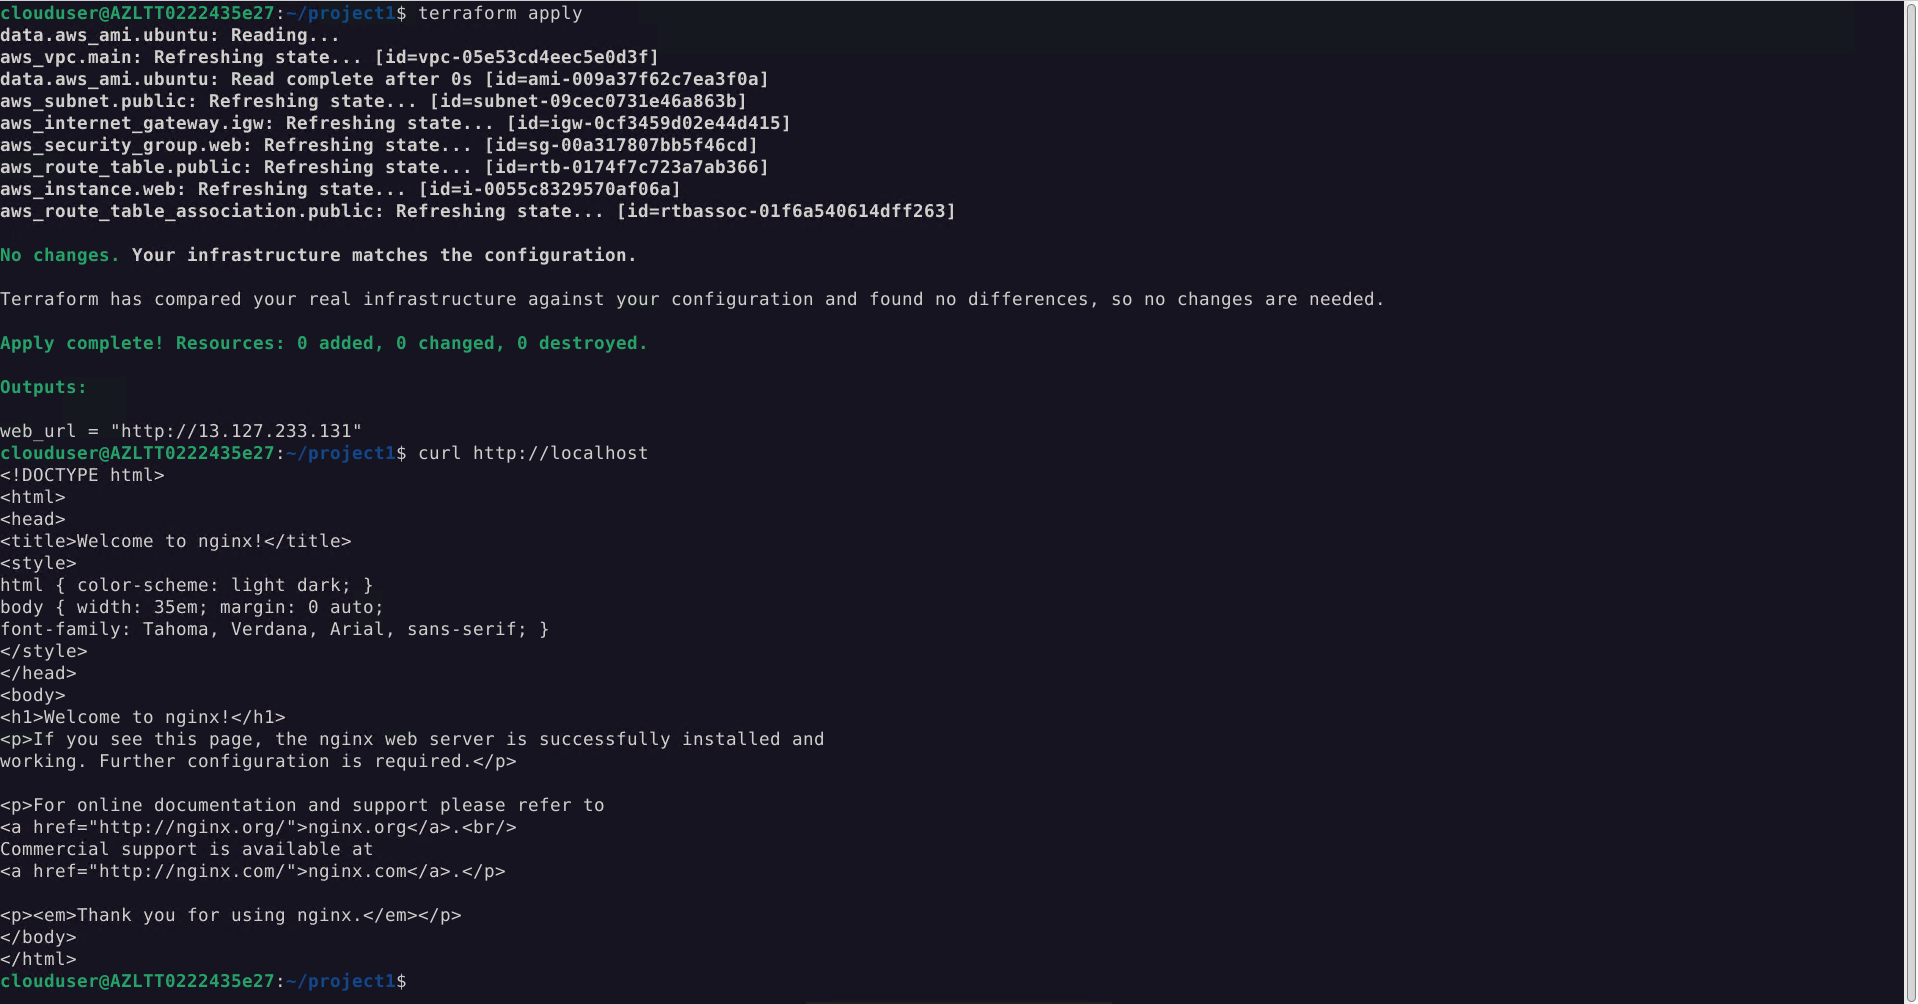 clouduser@AZLTT0222435e27:~/project1$ terraform apply
data.aws_ami.ubuntu: Reading...
aws_vpc.main: Refreshing state... [id=vpc-05e53cd4eec5e0d3f]
data.aws_ami.ubuntu: Read complete after 0s [id=ami-009a37f62c7ea3f0a]
aws_subnet.public: Refreshing state... [id=subnet-09cec0731e46a863b]
aws_internet_gateway.igw: Refreshing state... [id=igw-0cf3459d02e44d415]
aws_security_group.web: Refreshing state... [id=sg-00a317807bb5f46cd]
aws_route_table.public: Refreshing state... [id=rtb-0174f7c723a7ab366]
aws_instance.web: Refreshing state... [id=i-0055c8329570af06a]
aws_route_table_association.public: Refreshing state... [id=rtbassoc-01f6a540614dff263]
No changes. Your infrastructure matches the configuration.
Terraform has compared your real infrastructure against your configuration and found no differences, so no changes are needed.
Apply complete! Resources: 0 added, 0 changed, 0 destroyed.
Outputs:
web_url = "http://13.127.233.131"
clouduser@AZLTT0222435e27:~/project1$ curl http://localhost
<!DOCTYPE html>
<html>
<head>
<title>Welcome to nginx!</title>
<style>
html { color-scheme: light dark; }
body { width: 35em; margin: 0 auto;
font-family: Tahoma, Verdana, Arial, sans-serif; }
</style>
</head>
<body>
<h1>Welcome to nginx!</h1>
<p>If you see this page, the nginx web server is successfully installed and
working. Further configuration is required.</p>
<p>For online documentation and support please refer to
<a href="http://nginx.org/">nginx.org</a>.<br/>
Commercial support is available at
<a href="http://nginx.com/">nginx.com</a>.</p>
<p><em>Thank you for using nginx.</em></p>
</body>
</html>
clouduser@AZLTT0222435e27:~/project1$